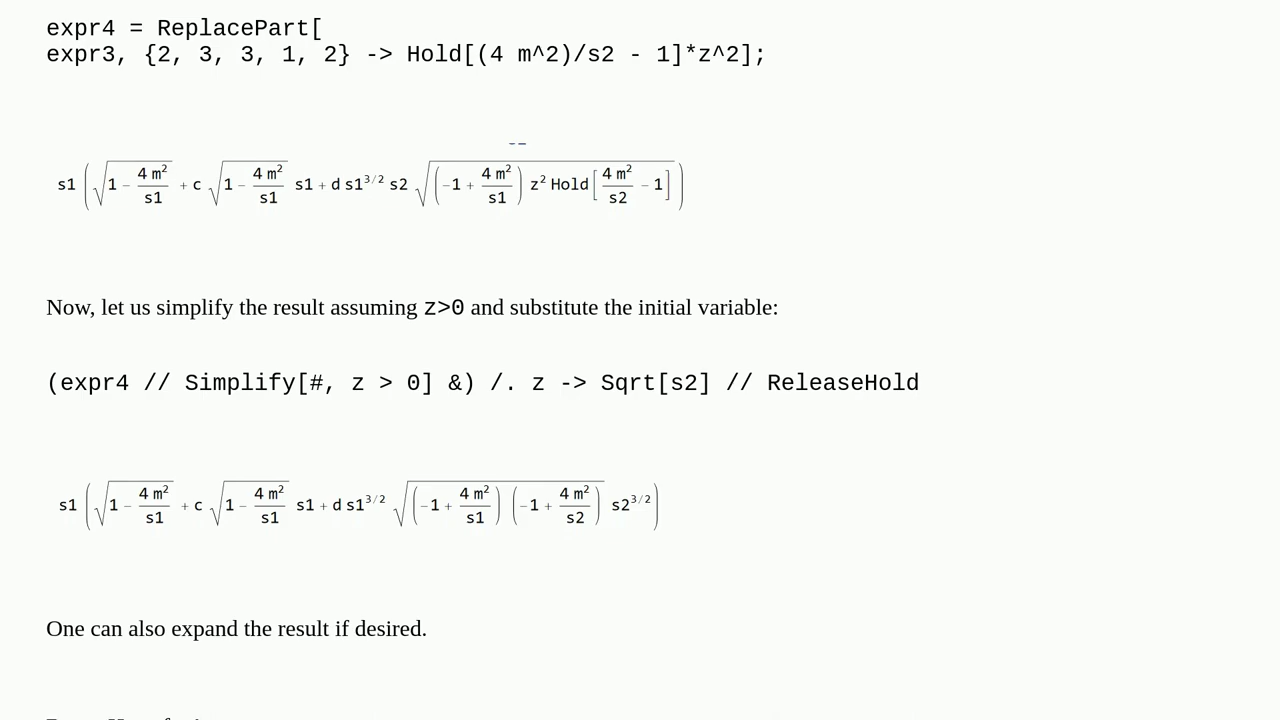 expr4 = ReplacePart[
expr3, {2, 3, 3, 1, 2} -> Hold[(4 m^2)/s2 - 1]*z^2];
s1 (√(1 - 4 m²/s1) + c √(1 - 4 m²/s1) s1 + d s1^(3/2) s2 √((-1 + 4 m²/s1) z² Hold[4 m²/s2 - 1]))
Now, let us simplify the result assuming z>0 and substitute the initial variable:
(expr4 // Simplify[#, z > 0] &) /. z -> Sqrt[s2] // ReleaseHold
s1 (√(1 - 4 m²/s1) + c √(1 - 4 m²/s1) s1 + d s1^(3/2) √((-1 + 4 m²/s1) (-1 + 4 m²/s2)) s2^(3/2))
One can also expand the result if desired.